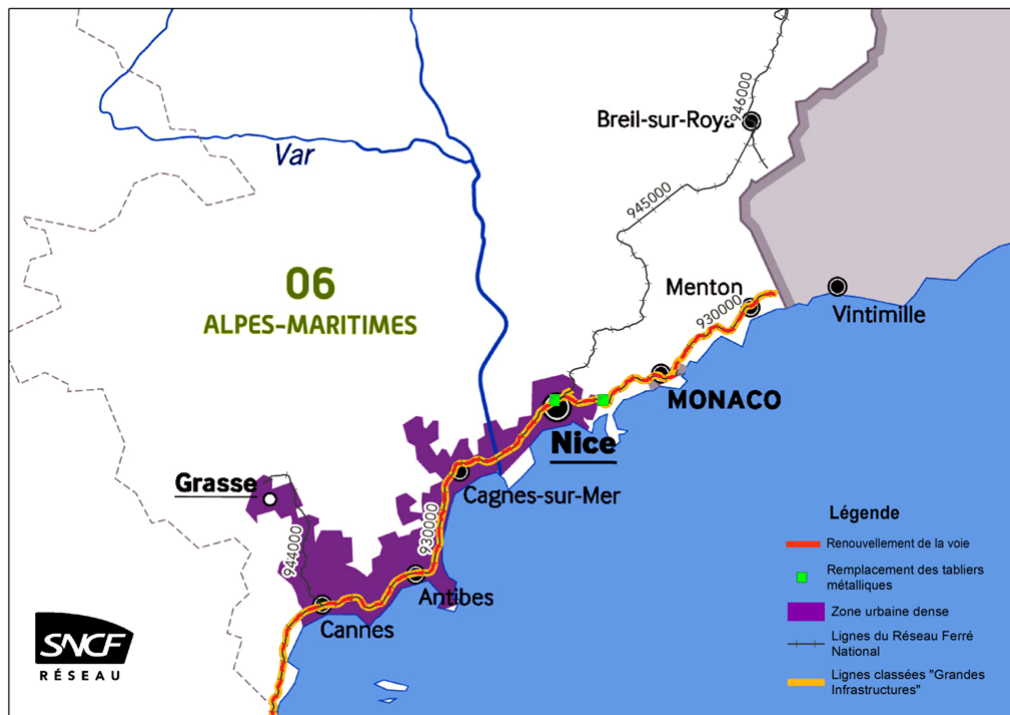 946000
Breil-sur-Roya
Var
945000
06
ALPES-MARITIMES
Menton
930000
Vintimille
MONACO
Nice
Grasse
Cagnes-sur-Mer
930000
944000
Antibes
Cannes
Légende
Renouvellement de la voie
Remplacement des tabliers
métalliques
Zone urbaine dense
Lignes du Réseau Ferré
National
Lignes classées "Grandes
Infrastructures"
SNCF
RÉSEAU